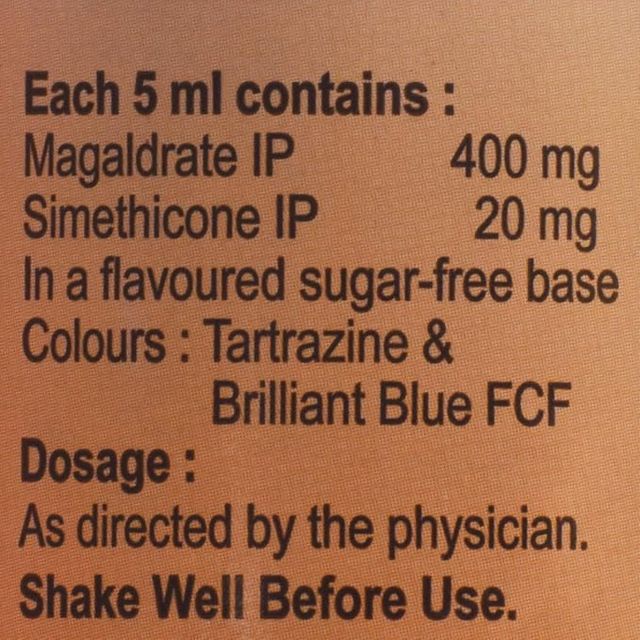 Each 5 ml contains :
Magaldrate IP 400 mg
Simethicone IP 20 mg
In a flavoured sugar-free base
Colours : Tartrazine &
Brilliant Blue FCF
Dosage :
As directed by the physician.
Shake Well Before Use.